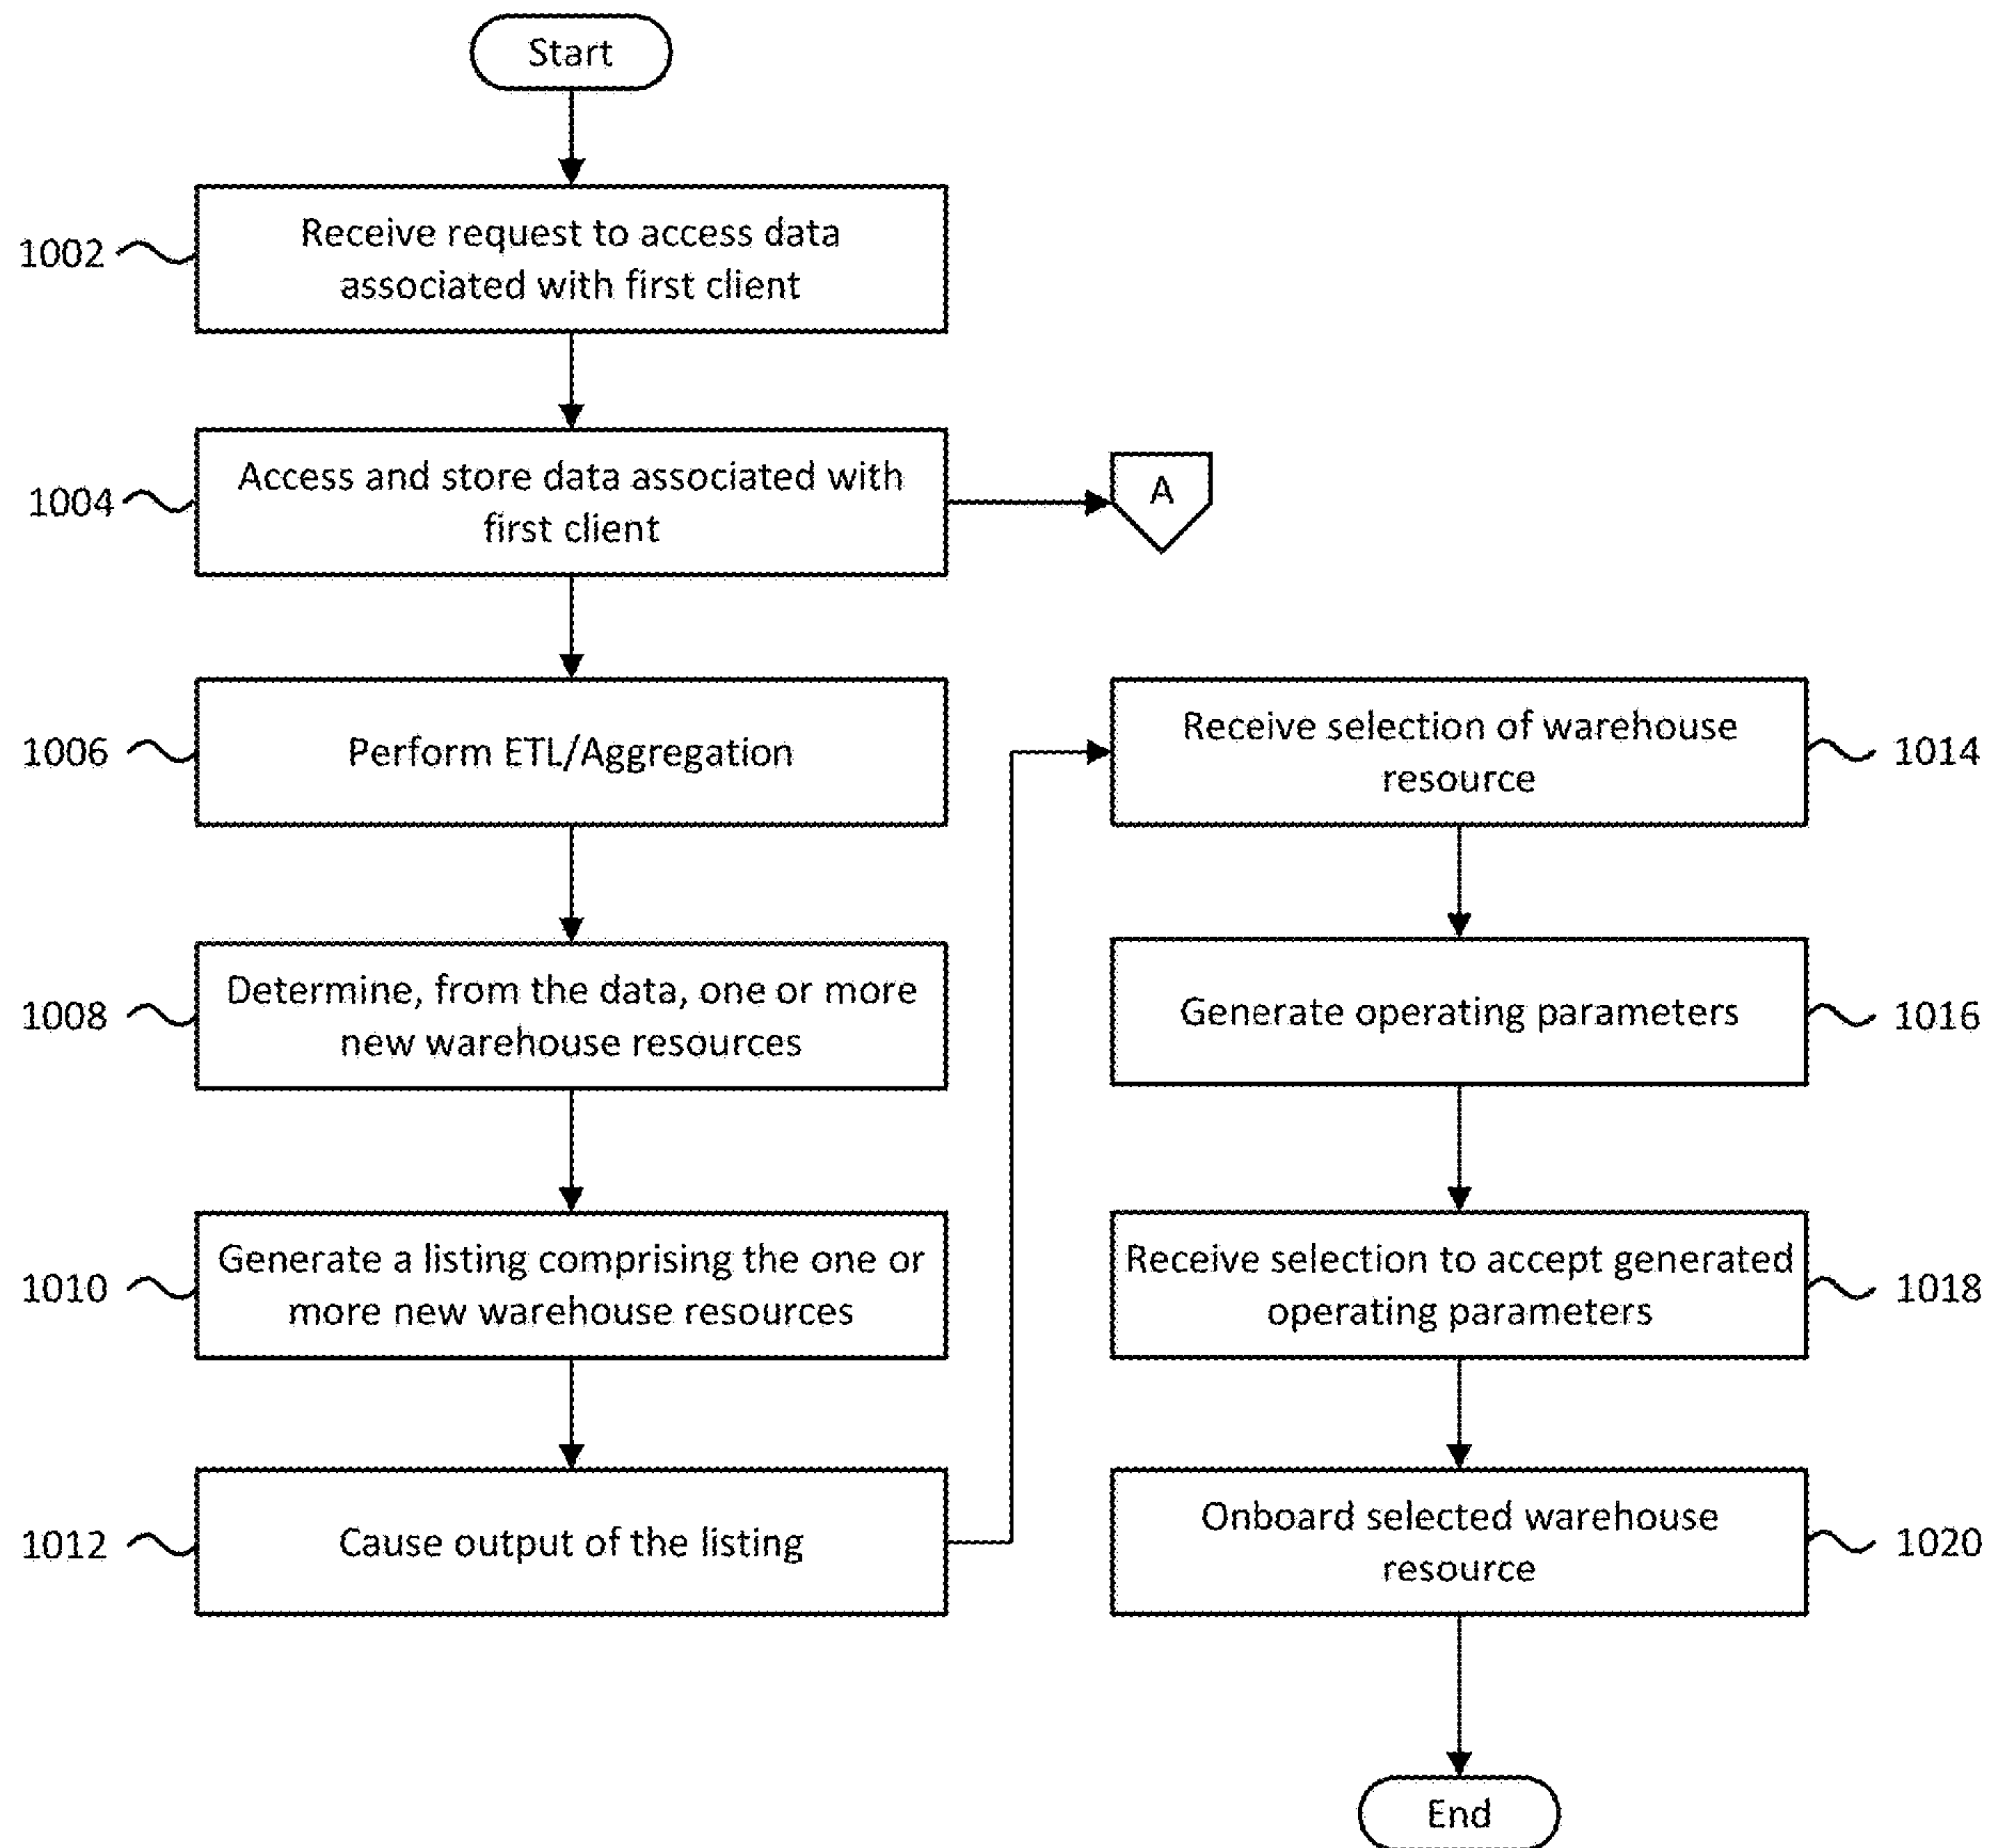 Start
1002
Receive request to access data
associated with first client
1004
Access and store data associated with
first client
A
1006
Perform ETL/Aggregation
1008
Determine, from the data, one or more
new warehouse resources
1010
Generate a listing comprising the one or
more new warehouse resources
1012
Cause output of the listing
Receive selection of warehouse
resource
1014
Generate operating parameters
1016
Receive selection to accept generated
operating parameters
1018
Onboard selected warehouse
resource
1020
End